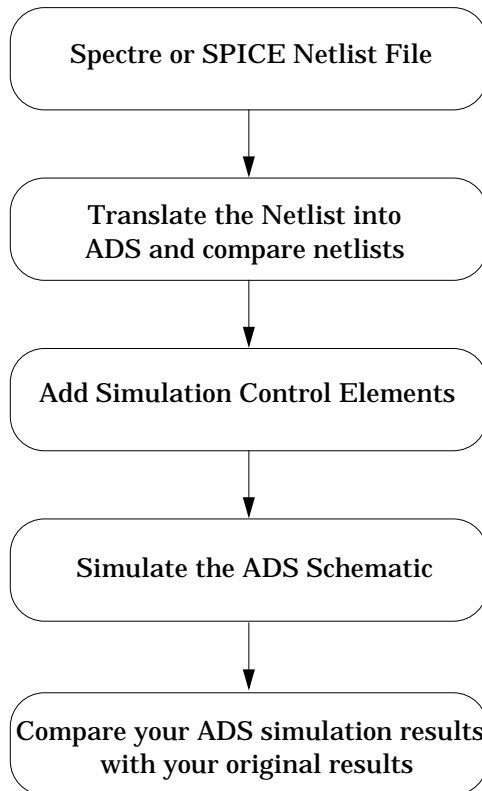 Spectre or SPICE Netlist File
Translate the Netlist into
ADS and compare netlists
Add Simulation Control Elements
Simulate the ADS Schematic
Compare your ADS simulation results
with your original results